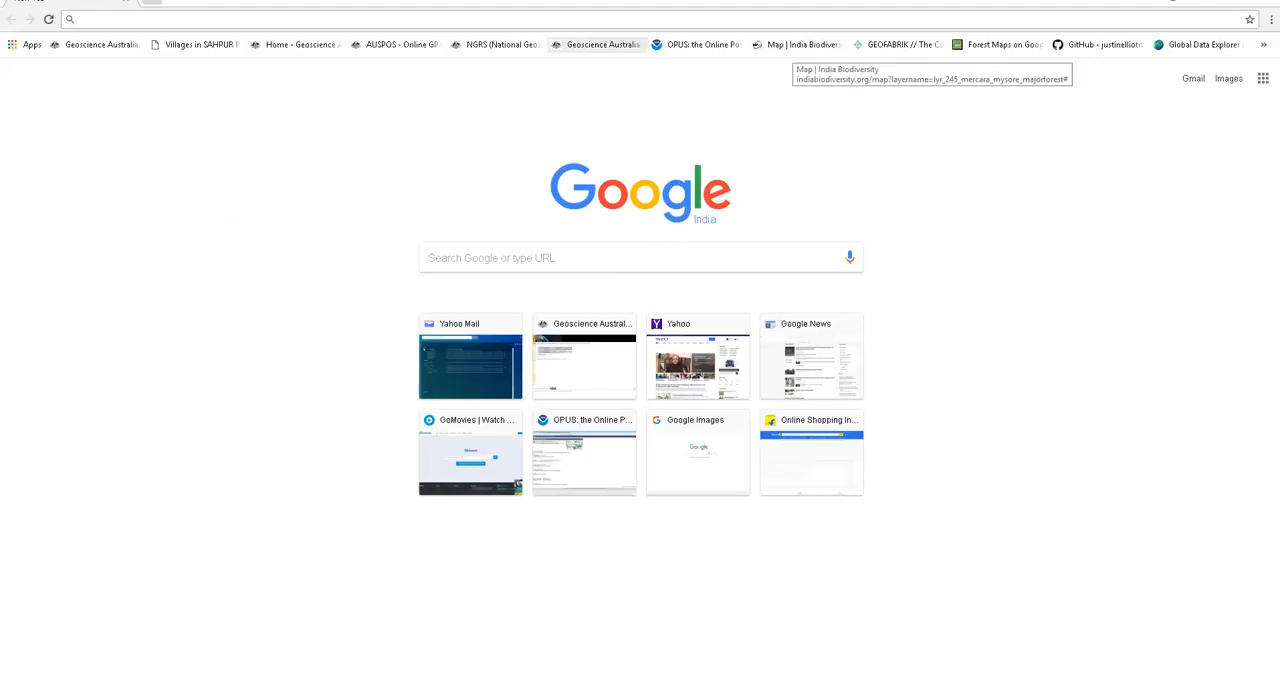 Apps Geoscience Australia Villages in SAHPUR P Home - Geoscience A AUSPOS - Online GP NGRS (National Geo Geoscience Australia OPUS: the Online Po Map | India Biodivers GEOFABRIK // The Co Forest Maps on Goog GitHub - justinelliotm Global Data Explorer »
Map | India Biodiversity
indiabiodiversity.org/map?layername=lyr_245_mercara_mysore_majorforest#
Gmail Images
Google
India
Search Google or type URL
Yahoo Mail Geoscience Austral... Yahoo Google News
GoMovies | Watch ... OPUS: the Online P... Google Images Online Shopping In...